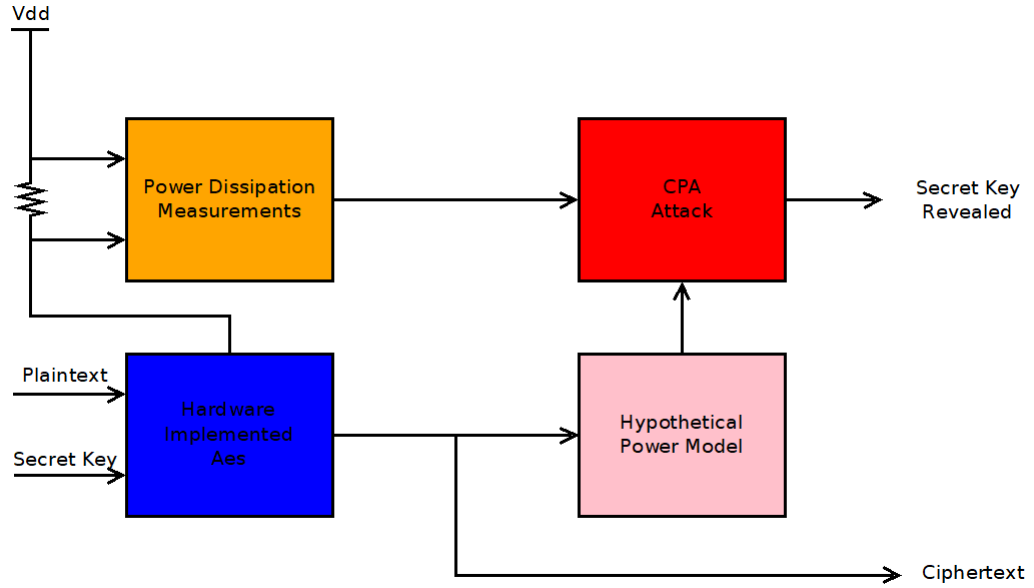 Vdd
Power Dissipation
Measurements
CPA
Attack
Secret Key
Revealed
Plaintext
Secret Key
Hardware
Implemented
Aes
Hypothetical
Power Model
Ciphertext